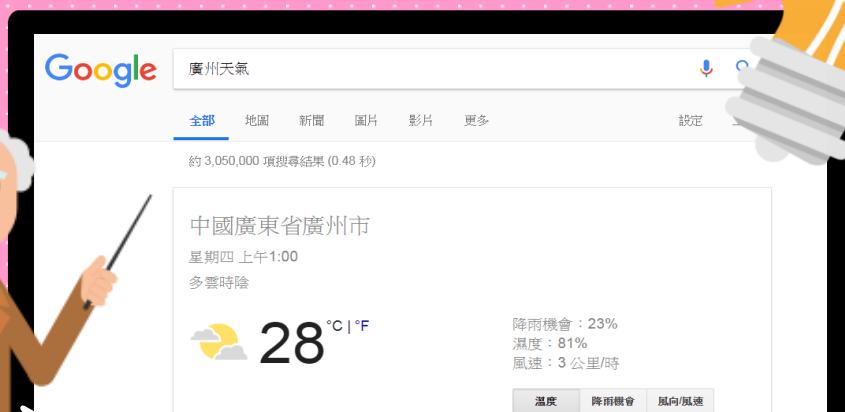 Google
廣州天氣
全部 地圖 新聞 圖片 影片 更多 設定
約 3,050,000 項搜尋結果 (0.48 秒)
中國廣東省廣州市
星期四 上午1:00
多雲時陰
28 °C | °F
降雨機會：23%
濕度：81%
風速：3 公里/時
溫度 降雨機會 風向/風速